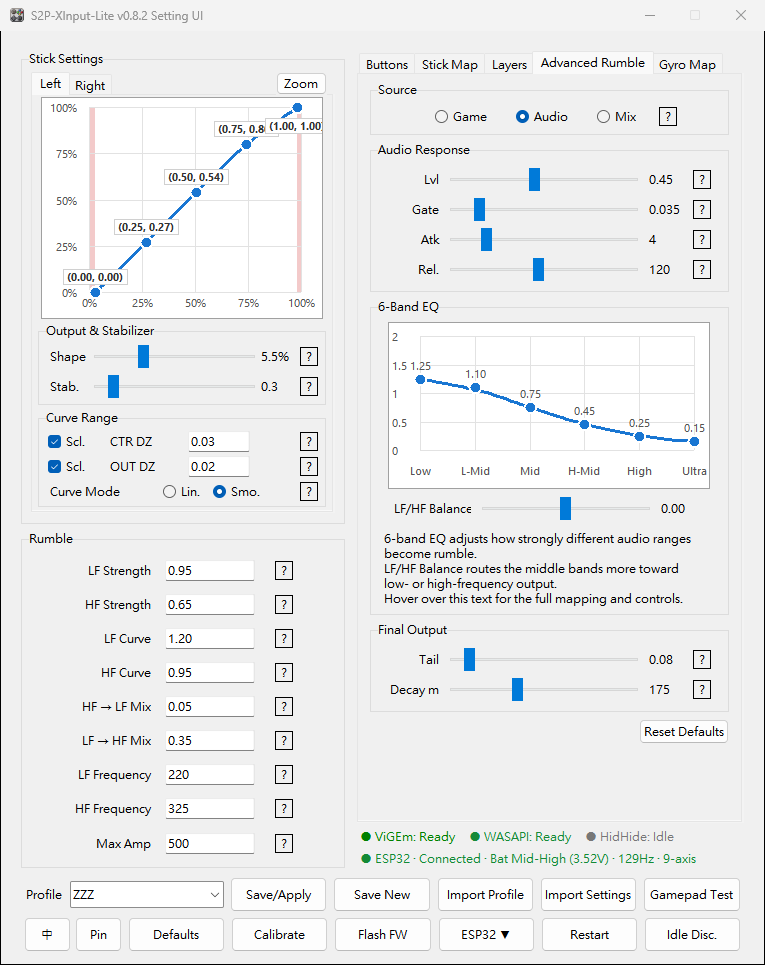 S2P-XInput-Lite v0.8.2 Setting UI
Stick Settings
Left Right Zoom
100%
75%
50%
25%
0%
(0.00, 0.00)
(0.25, 0.27)
(0.50, 0.54)
(0.75, 0.8
(1.00, 1.00)
0% 25% 50% 75% 100%
Output & Stabilizer
Shape 5.5% ?
Stab. 0.3 ?
Curve Range
Scl. CTR DZ 0.03 ?
Scl. OUT DZ 0.02 ?
Curve Mode Lin. Smo. ?
Rumble
LF Strength 0.95 ?
HF Strength 0.65 ?
LF Curve 1.20 ?
HF Curve 0.95 ?
HF → LF Mix 0.05 ?
LF → HF Mix 0.35 ?
LF Frequency 220 ?
HF Frequency 325 ?
Max Amp 500 ?
Buttons Stick Map Layers Advanced Rumble Gyro Map
Source
Game Audio Mix ?
Audio Response
Lvl 0.45 ?
Gate 0.035 ?
Atk 4 ?
Rel. 120 ?
6-Band EQ
2
1.5
1
0.5
0
1.25 1.10 0.75 0.45 0.25 0.15
Low L-Mid Mid H-Mid High Ultra
LF/HF Balance 0.00
6-band EQ adjusts how strongly different audio ranges
become rumble.
LF/HF Balance routes the middle bands more toward
low- or high-frequency output.
Hover over this text for the full mapping and controls.
Final Output
Tail 0.08 ?
Decay m 175 ?
Reset Defaults
ViGEm: Ready WASAPI: Ready HidHide: Idle
ESP32 · Connected · Bat Mid-High (3.52V) · 129Hz · 9-axis
Profile ZZZ Save/Apply Save New Import Profile Import Settings Gamepad Test
中 Pin Defaults Calibrate Flash FW ESP32 ▼ Restart Idle Disc.